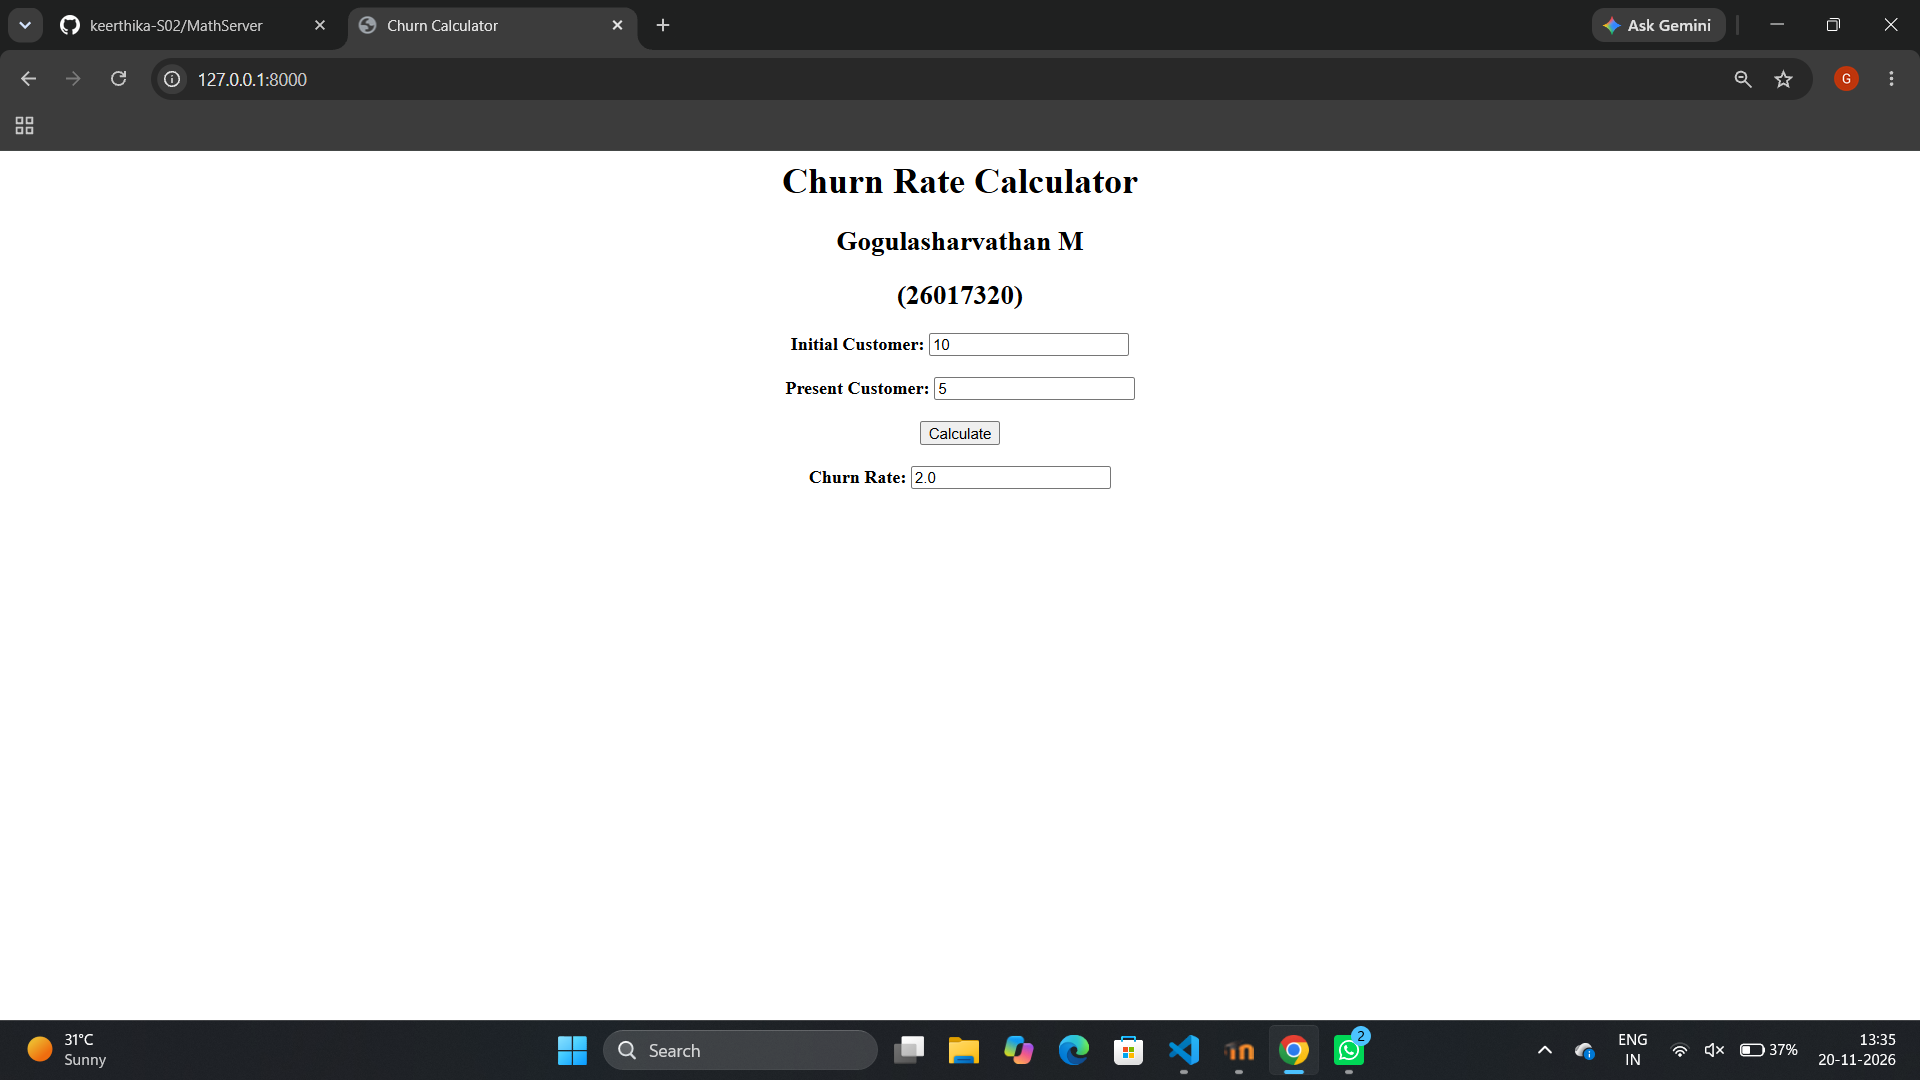 keerthika-S02/MathServer
Churn Calculator
Ask Gemini
127.0.0.1:8000
G
Churn Rate Calculator
Gogulasharvathan M
(26017320)
Initial Customer: 10
Present Customer: 5
Calculate
Churn Rate: 2.0
31°C
Sunny
Search
2
ENG
IN
37%
13:35
20-11-2026